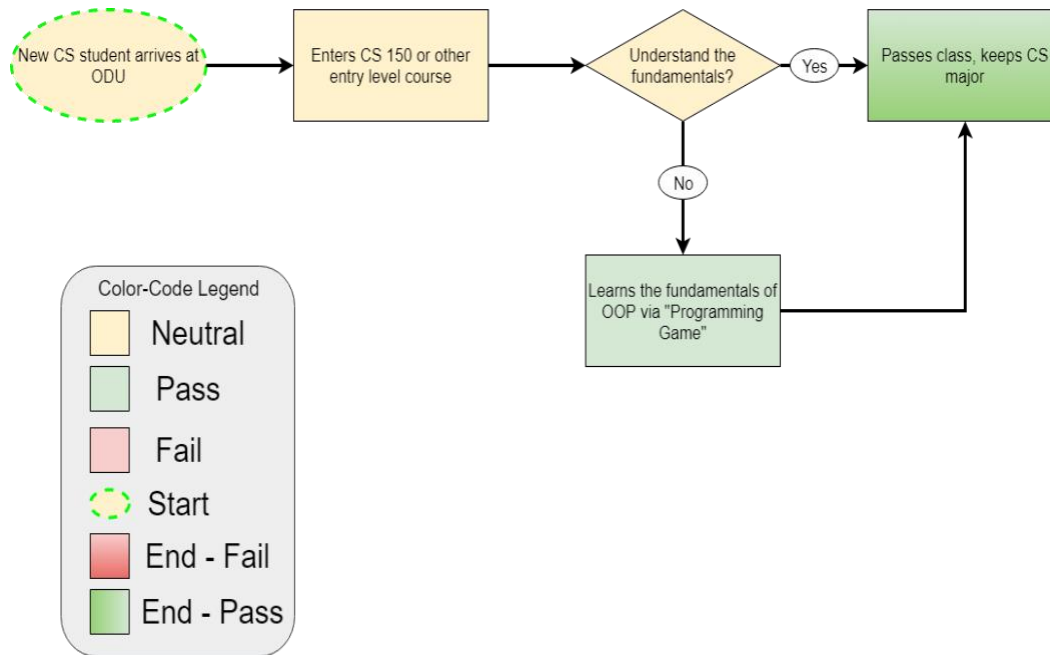 New CS student arrives at
ODU
Enters CS 150 or other
entry level course
Understand the
fundamentals?
Yes
Passes class, keeps CS
major
No
Learns the fundamentals of
OOP via "Programming
Game"
Color-Code Legend
Neutral
Pass
Fail
Start
End - Fail
End - Pass